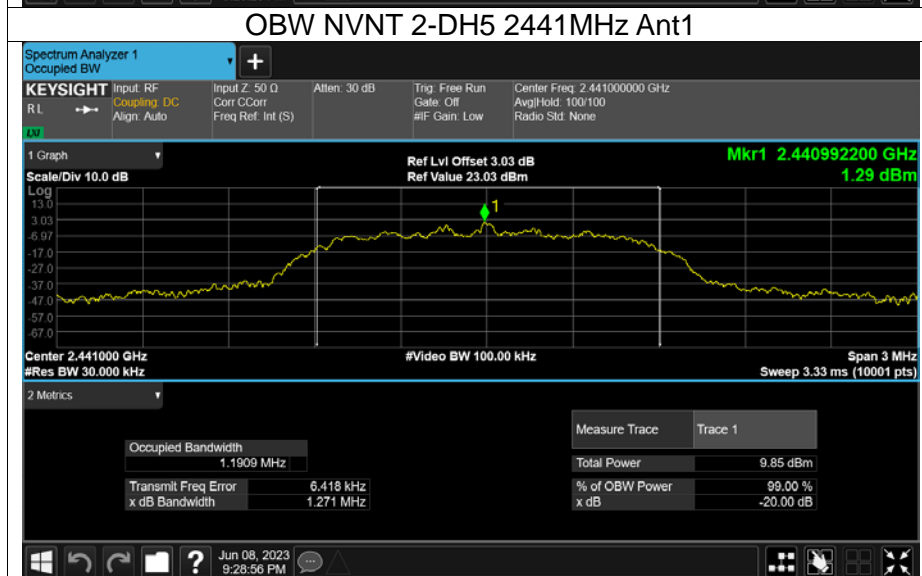 OBW NVNT 2-DH5 2441MHz Ant1
Spectrum Analyzer 1
Occupied BW
+
KEYSIGHT Input: RF Input Z: 50 Ω Atten: 30 dB Trig: Free Run Center Freq: 2.441000000 GHz
RL Coupling: DC Corr CCorr Gate: Off Avg|Hold: 100/100
Align: Auto Freq Ref: Int (S) #IF Gain: Low Radio Std: None
LXI
1 Graph Ref Lvl Offset 3.03 dB Mkr1 2.440992200 GHz
Scale/Div 10.0 dB Ref Value 23.03 dBm 1.29 dBm
Log
13.0
1
3.03
-6.97
-17.0
-27.0
-37.0
-47.0
-57.0
-67.0
Center 2.441000 GHz #Video BW 100.00 kHz Span 3 MHz
#Res BW 30.000 kHz Sweep 3.33 ms (10001 pts)
2 Metrics
Measure Trace Trace 1
Occupied Bandwidth
1.1909 MHz Total Power 9.85 dBm
Transmit Freq Error 6.418 kHz % of OBW Power 99.00 %
x dB Bandwidth 1.271 MHz x dB -20.00 dB
? Jun 08, 2023
9:28:56 PM